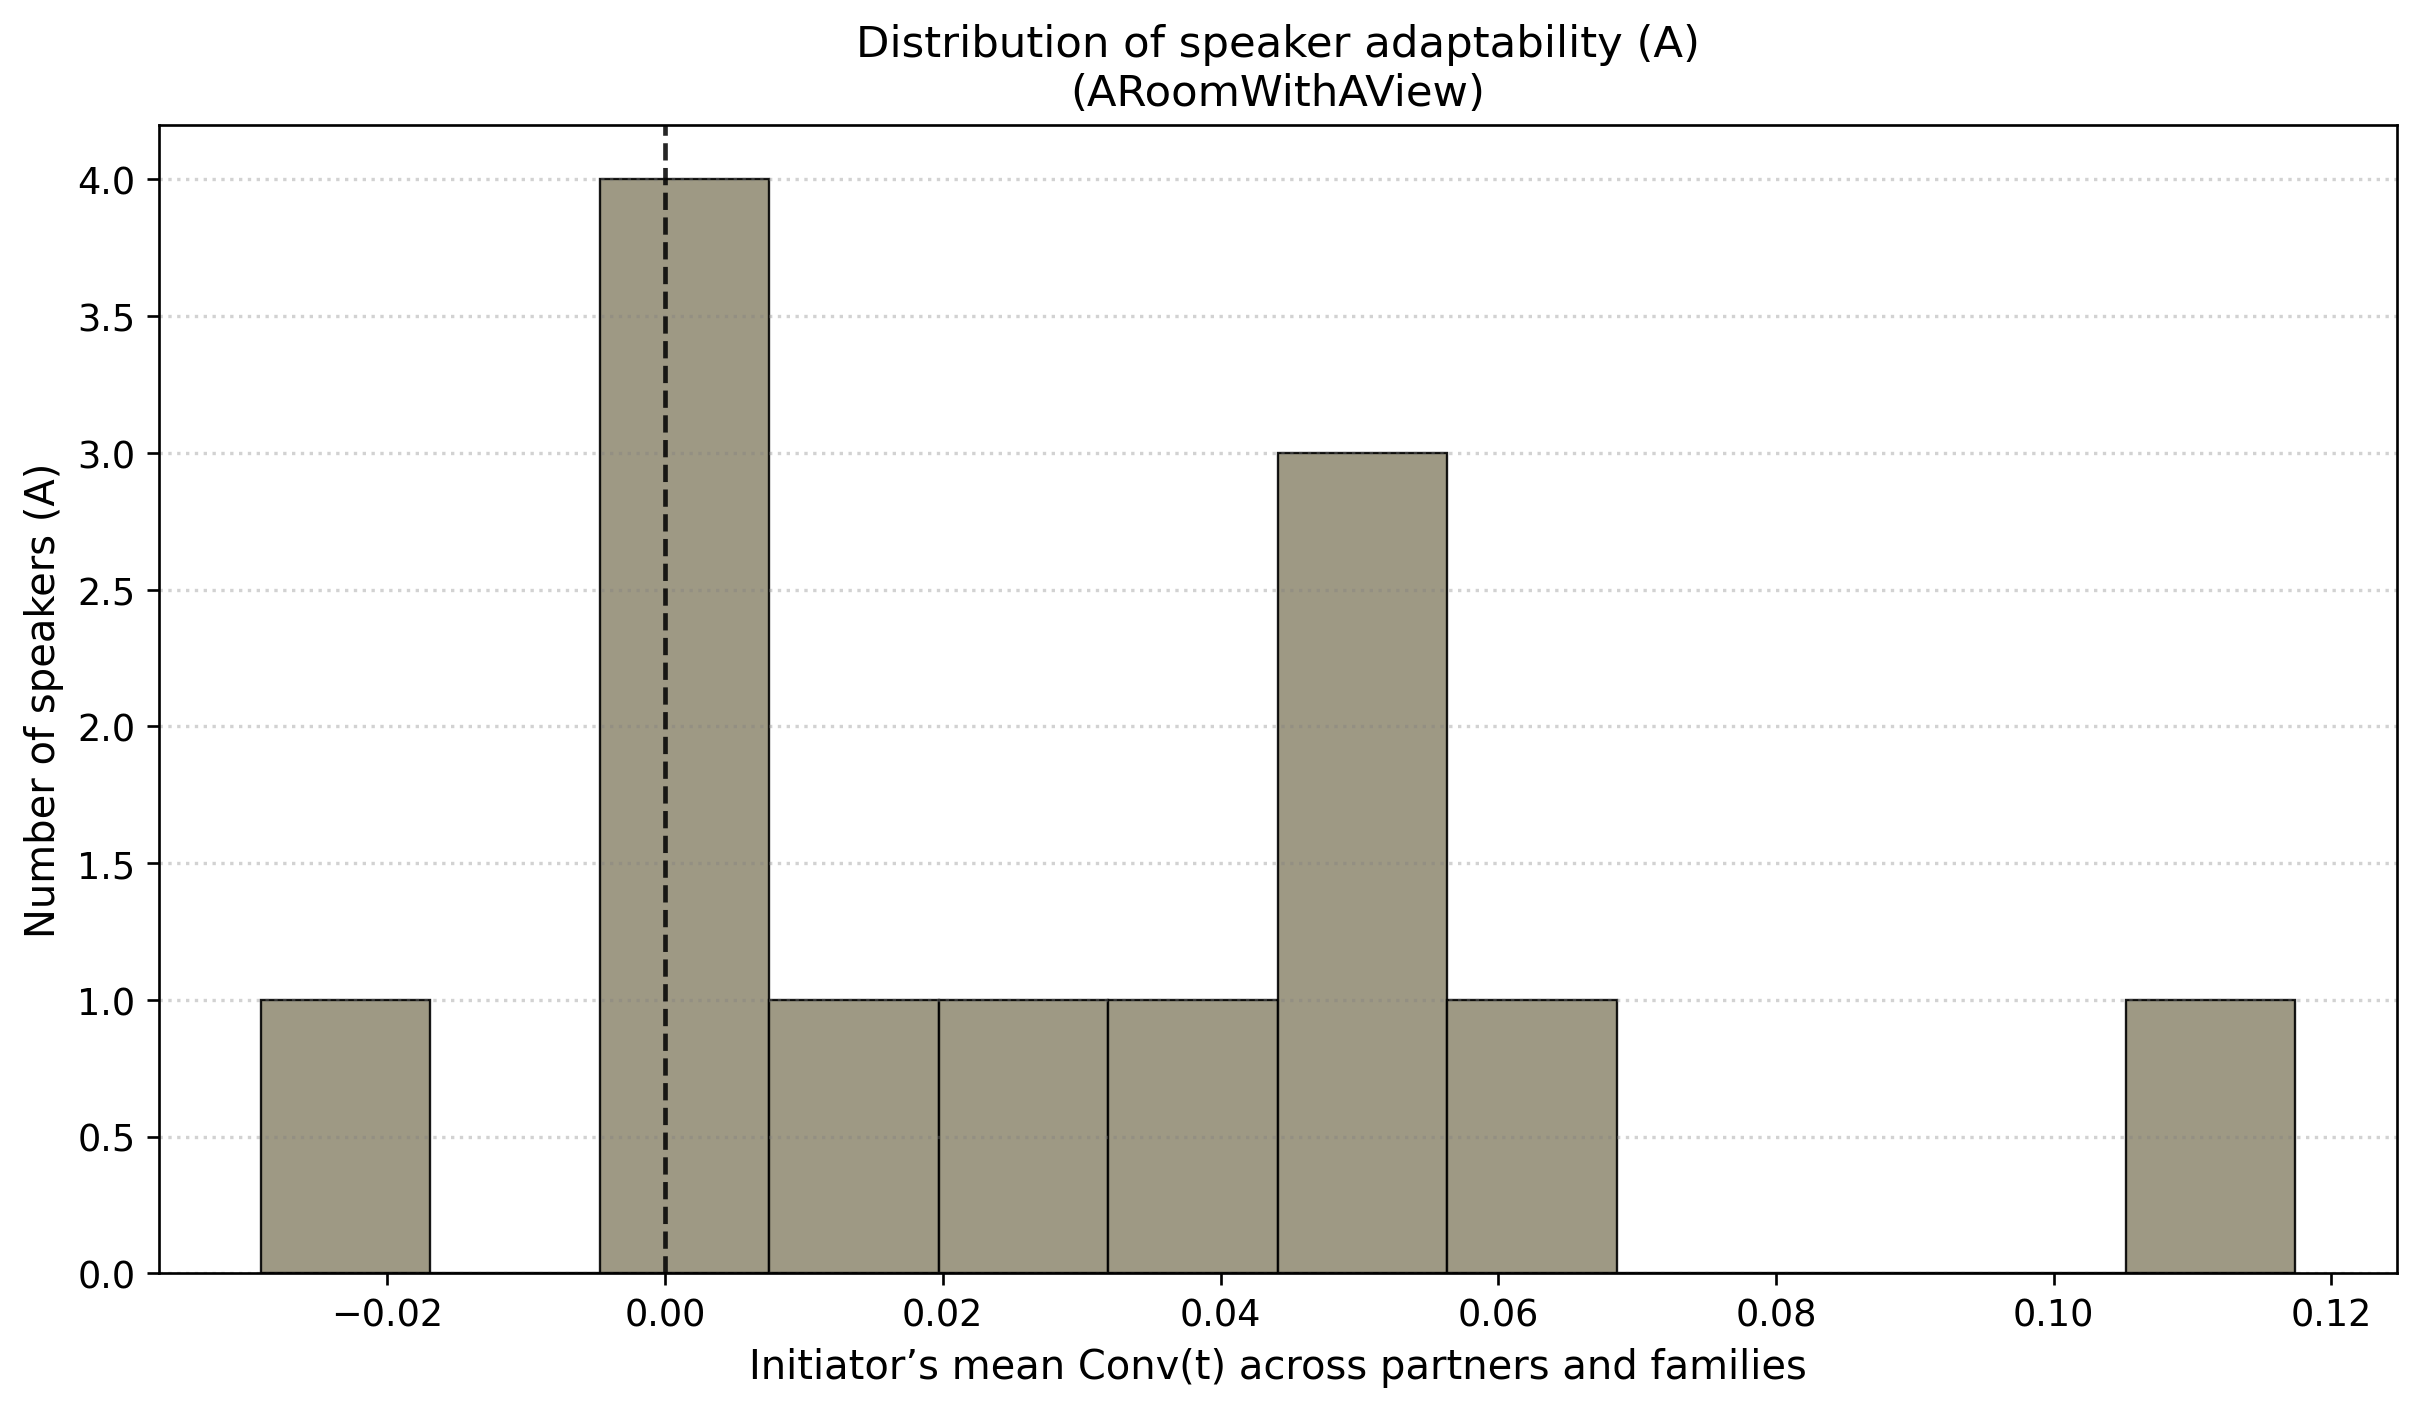 Distribution of speaker adaptability (A)
(ARoomWithAView)
Number of speakers (A)
4.0
3.5
3.0
2.5
2.0
1.5
1.0
0.5
0.0
−0.02 0.00 0.02 0.04 0.06 0.08 0.10 0.12
Initiator’s mean Conv(t) across partners and families